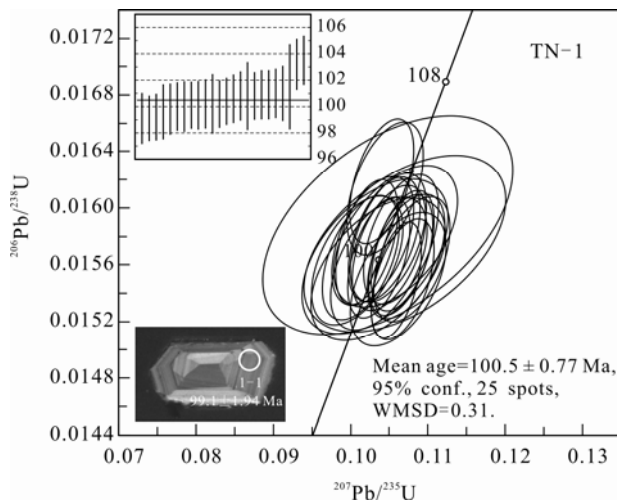 106
104
102
100
98
96
TN-1
108
0.0172
0.0168
0.0164
0.0160
0.0156
0.0152
0.0148
0.0144
²⁰⁶Pb/²³⁸U
1-1
Mean age=100.5 ± 0.77 Ma,
95% conf., 25 spots,
WMSD=0.31.
0.07 0.08 0.09 0.10 0.11 0.12 0.13
²⁰⁷Pb/²³⁵U